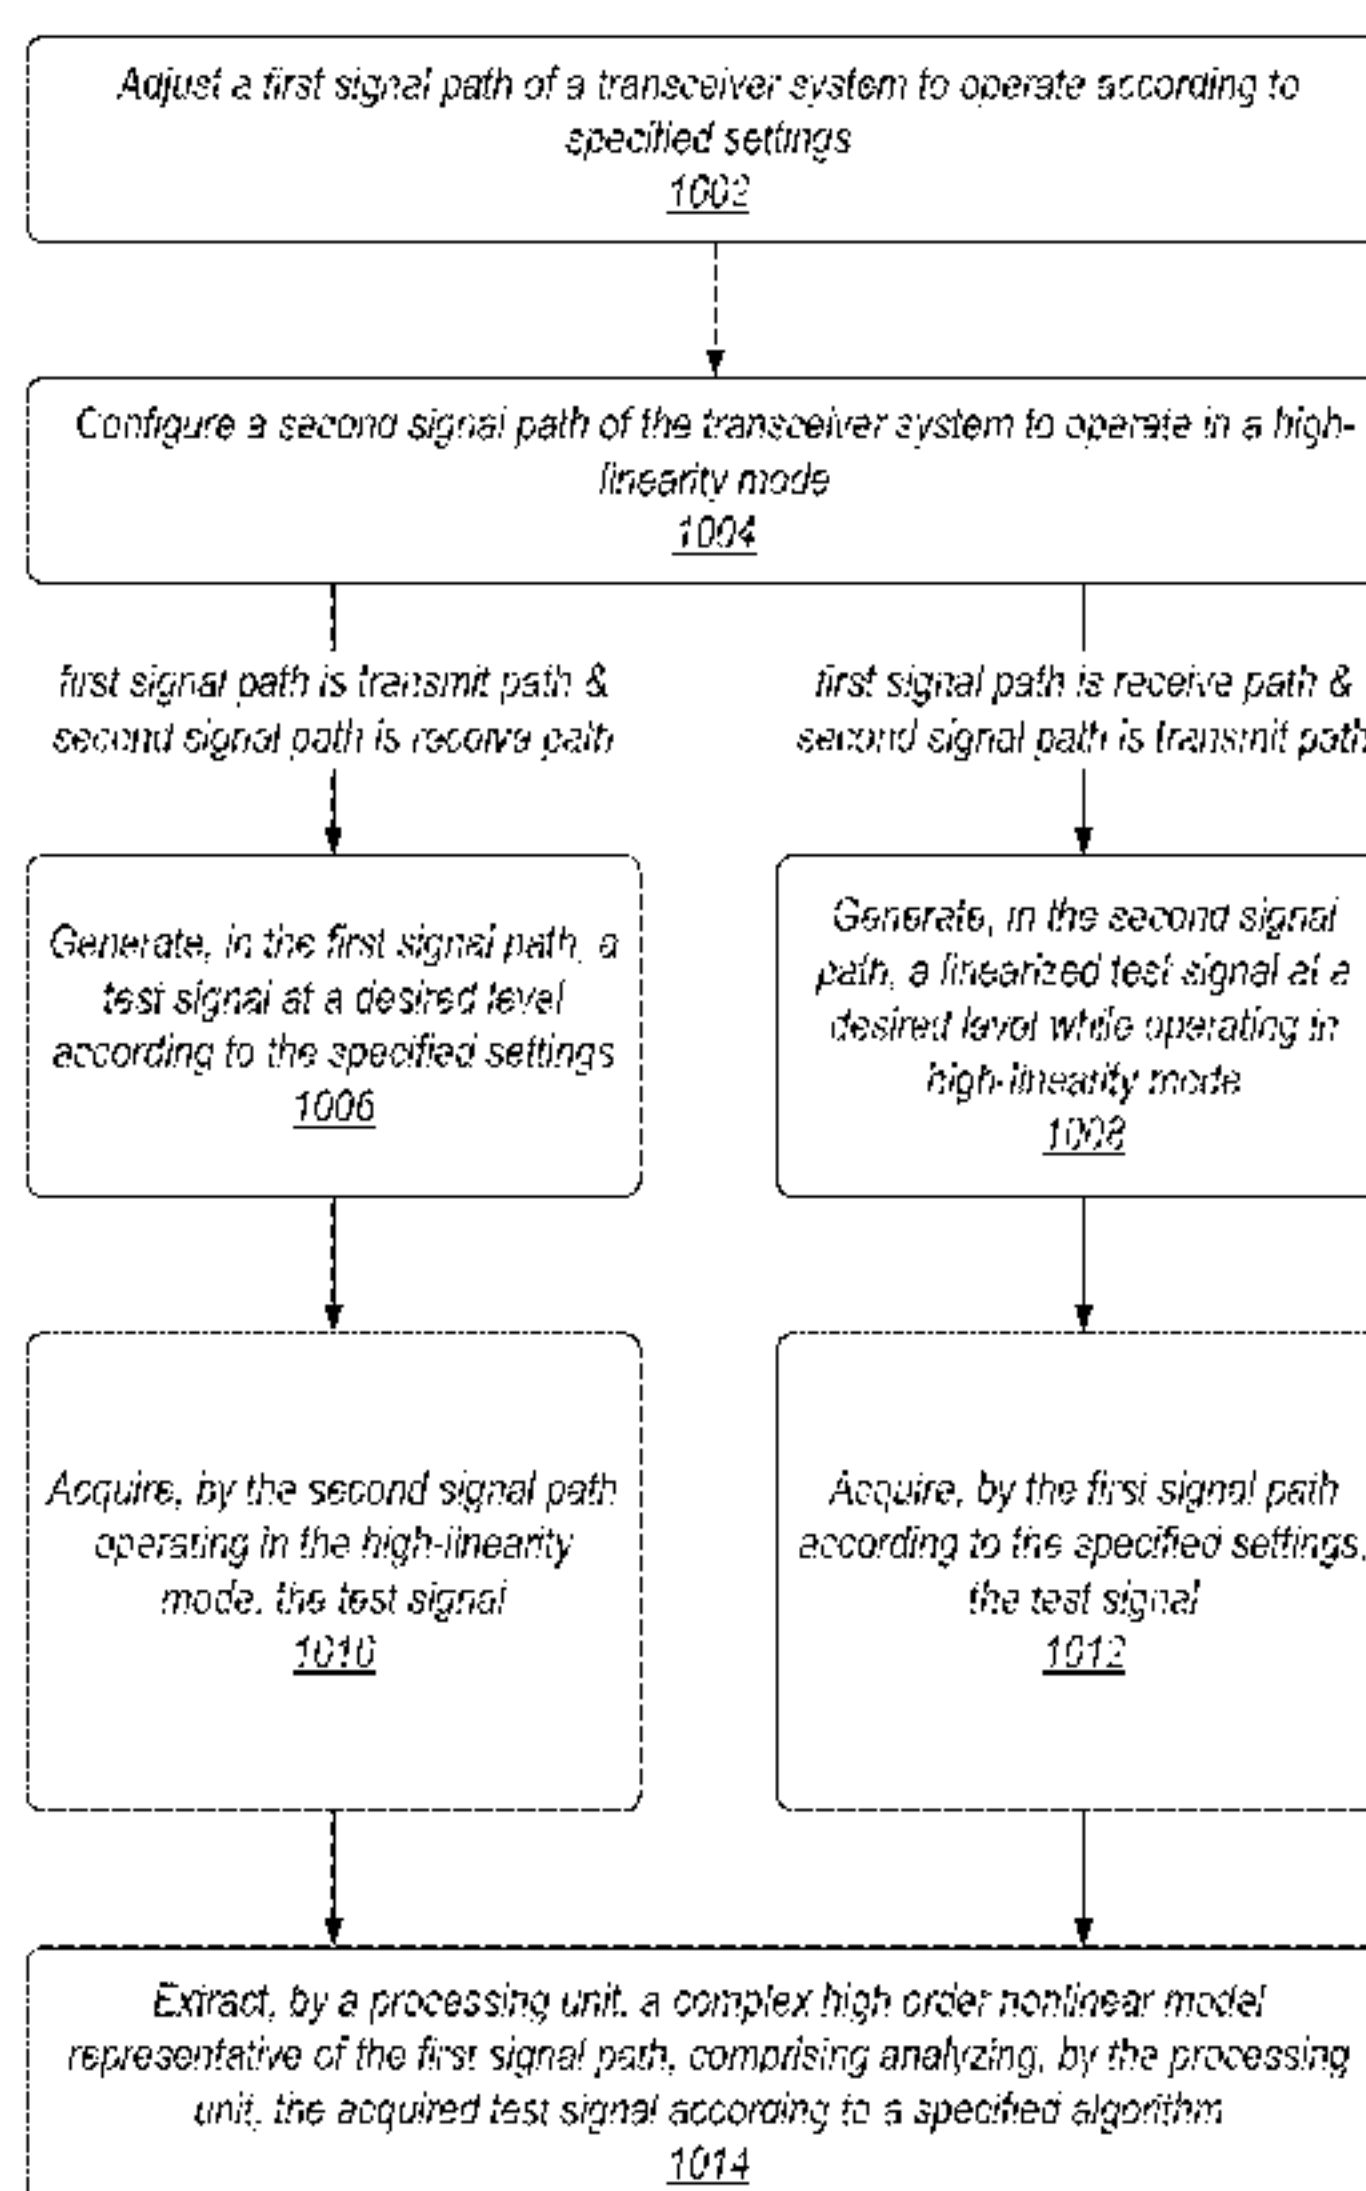 Adjust a first signal path of a transceiver system to operate according to
specified settings
1002
Configure a second signal path of the transceiver system to operate in a high-
linearity mode
1004
first signal path is transmit path &
second signal path is receive path
first signal path is receive path &
second signal path is transmit path
Generate, in the first signal path, a
test signal at a desired level
according to the specified settings
1006
Generate, in the second signal
path, a linearized test signal at a
desired level while operating in
high-linearity mode
1008
Acquire, by the second signal path
operating in the high-linearity
mode, the test signal
1010
Acquire, by the first signal path
according to the specified settings,
the test signal
1012
Extract, by a processing unit, a complex high order nonlinear model
representative of the first signal path, comprising analyzing, by the processing
unit, the acquired test signal according to a specified algorithm
1014